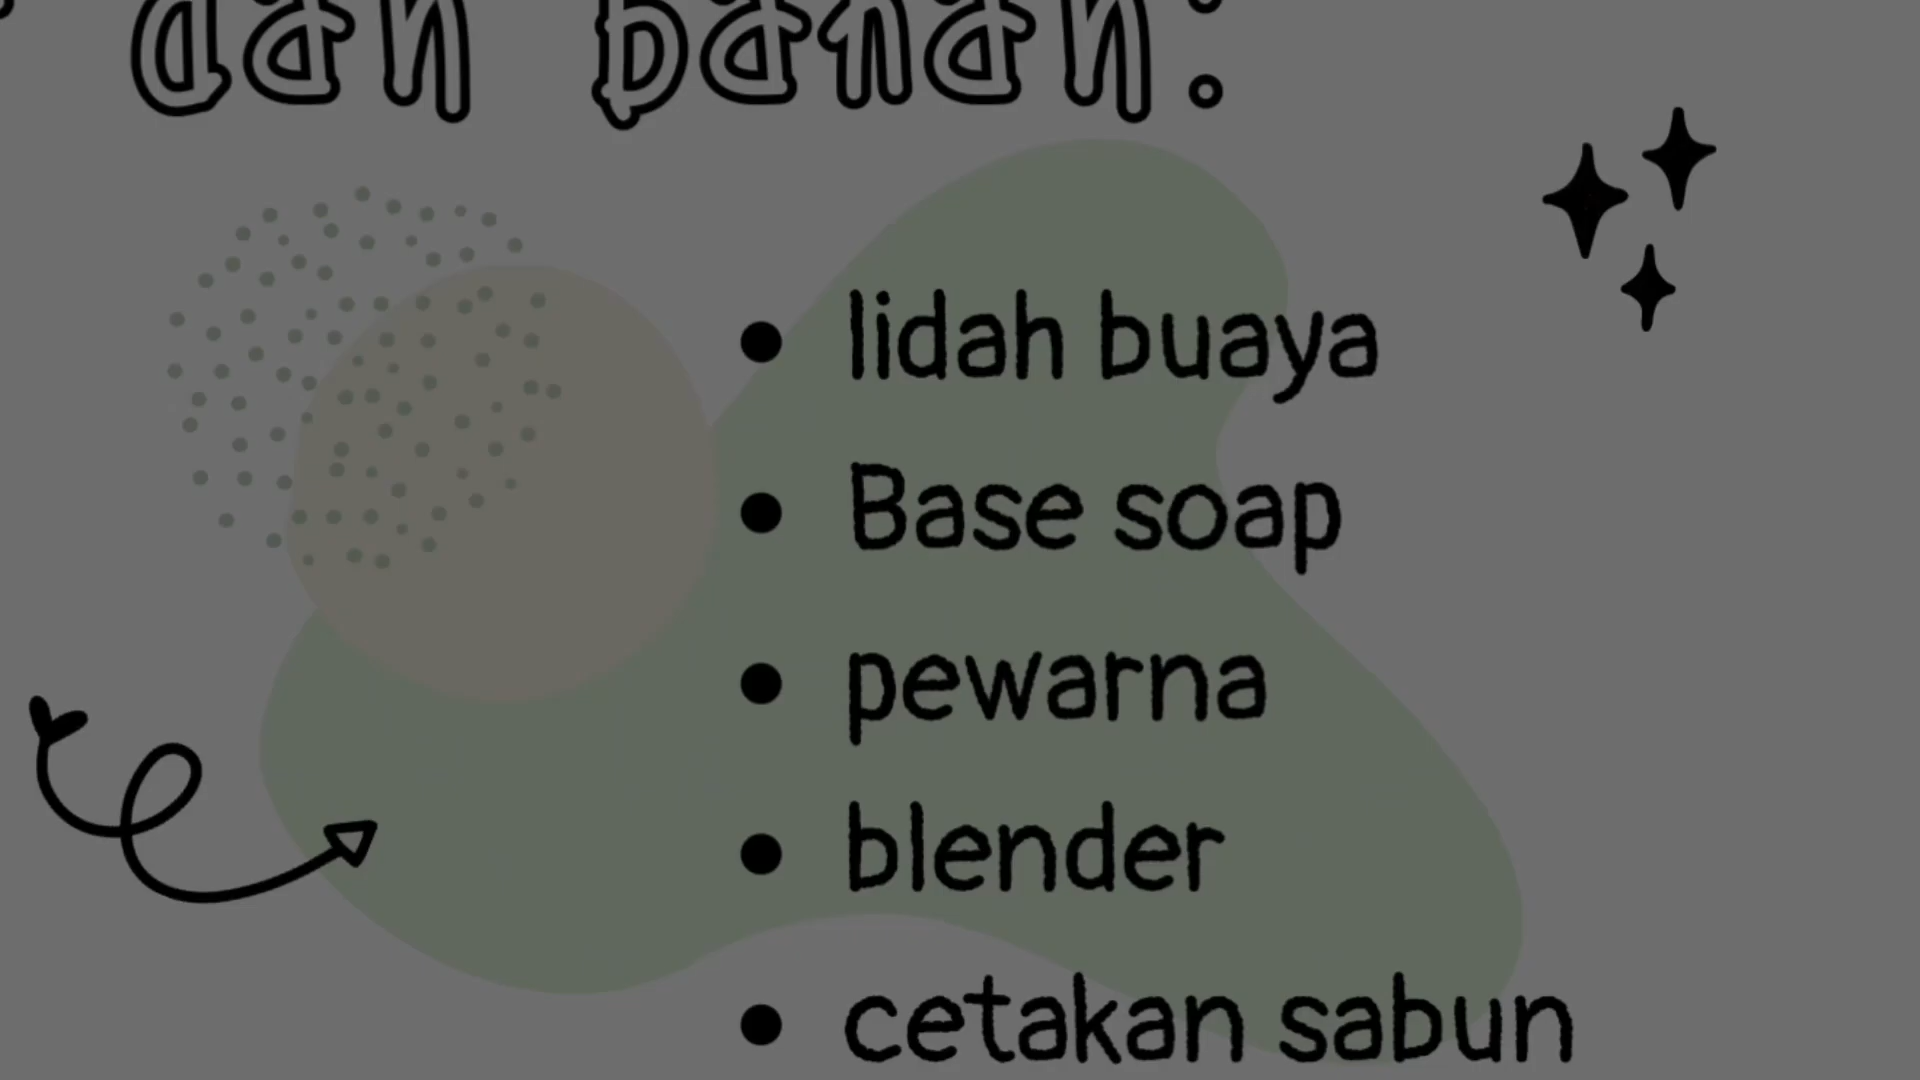 dan bahan:
lidah buaya
Base soap
pewarna
blender
cetakan sabun